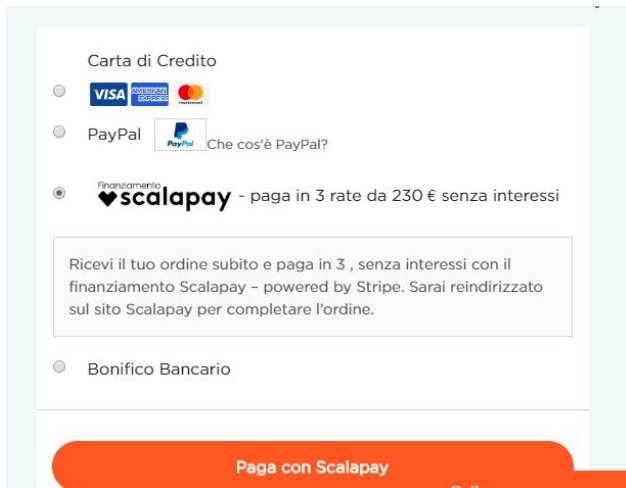 Carta di Credito
VISA AMERICAN EXPRESS mastercard
PayPal PayPal Che cos'è PayPal?
Finanziamento
scalapay - paga in 3 rate da 230 € senza interessi
Ricevi il tuo ordine subito e paga in 3 , senza interessi con il
finanziamento Scalapay – powered by Stripe. Sarai reindirizzato
sul sito Scalapay per completare l'ordine.
Bonifico Bancario
Paga con Scalapay